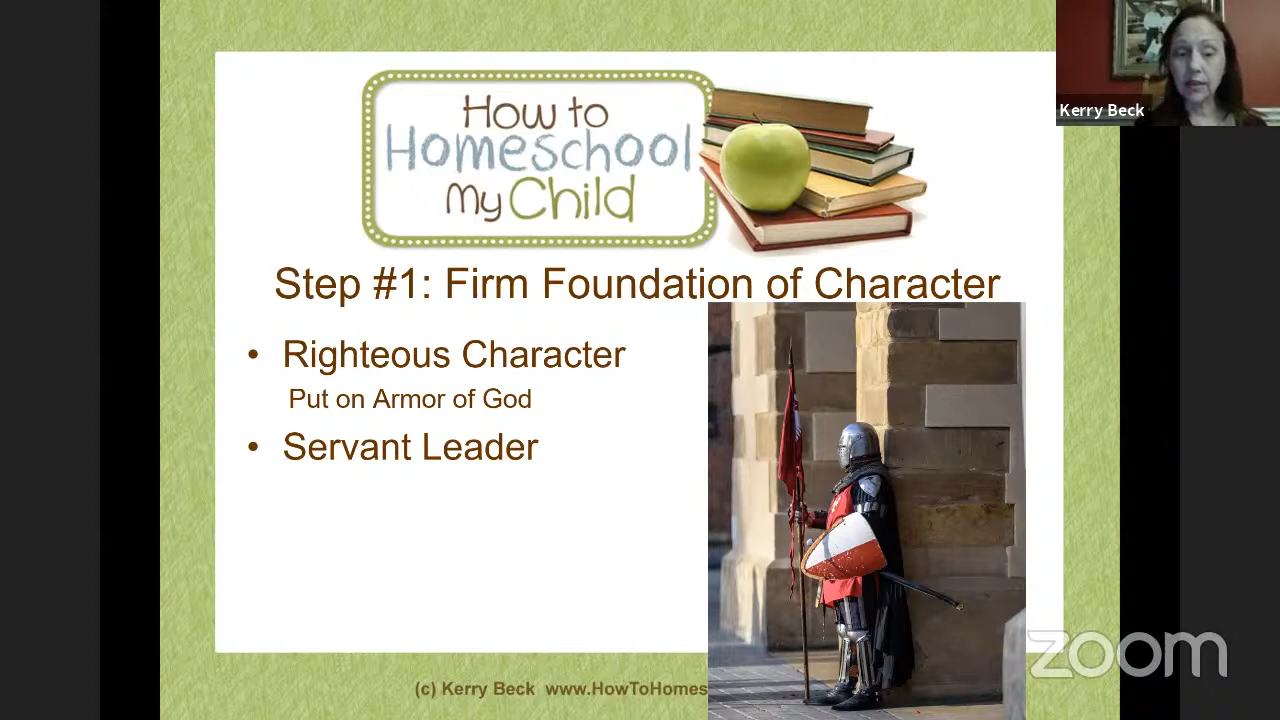 How to
Homeschool
My Child
Kerry Beck
Step #1: Firm Foundation of Character
• Righteous Character
Put on Armor of God
• Servant Leader
(c) Kerry Beck www.HowToHomes
zoom